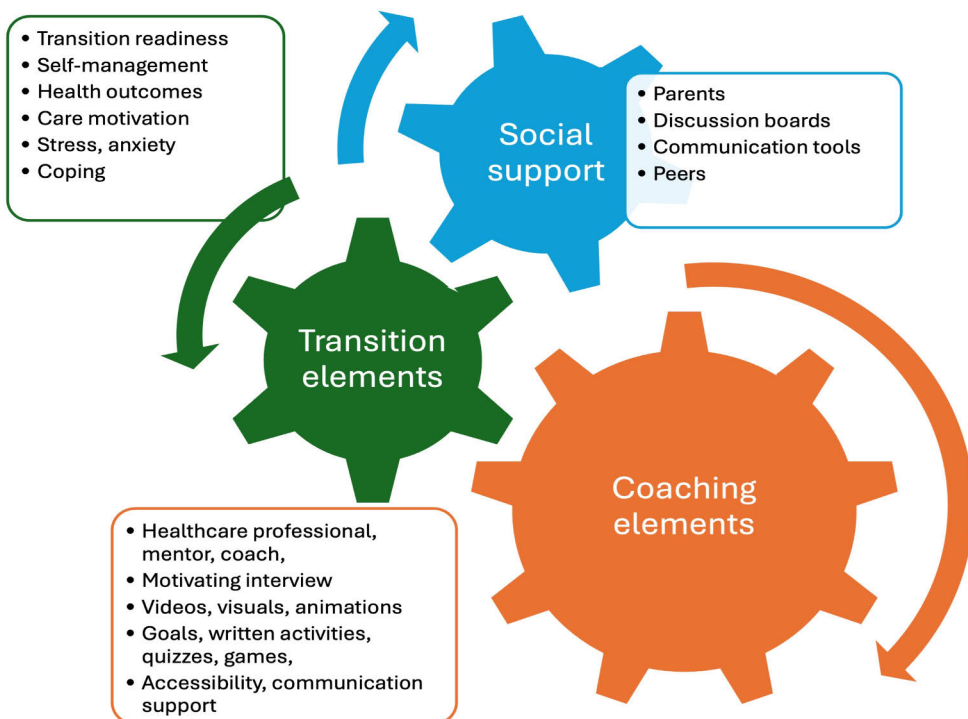 • Transition readiness
• Self-management
• Health outcomes
• Care motivation
• Stress, anxiety
• Coping
Social
support
• Parents
• Discussion boards
• Communication tools
• Peers
Transition
elements
Coaching
elements
• Healthcare professional,
mentor, coach,
• Motivating interview
• Videos, visuals, animations
• Goals, written activities,
quizzes, games,
• Accessibility, communication
support